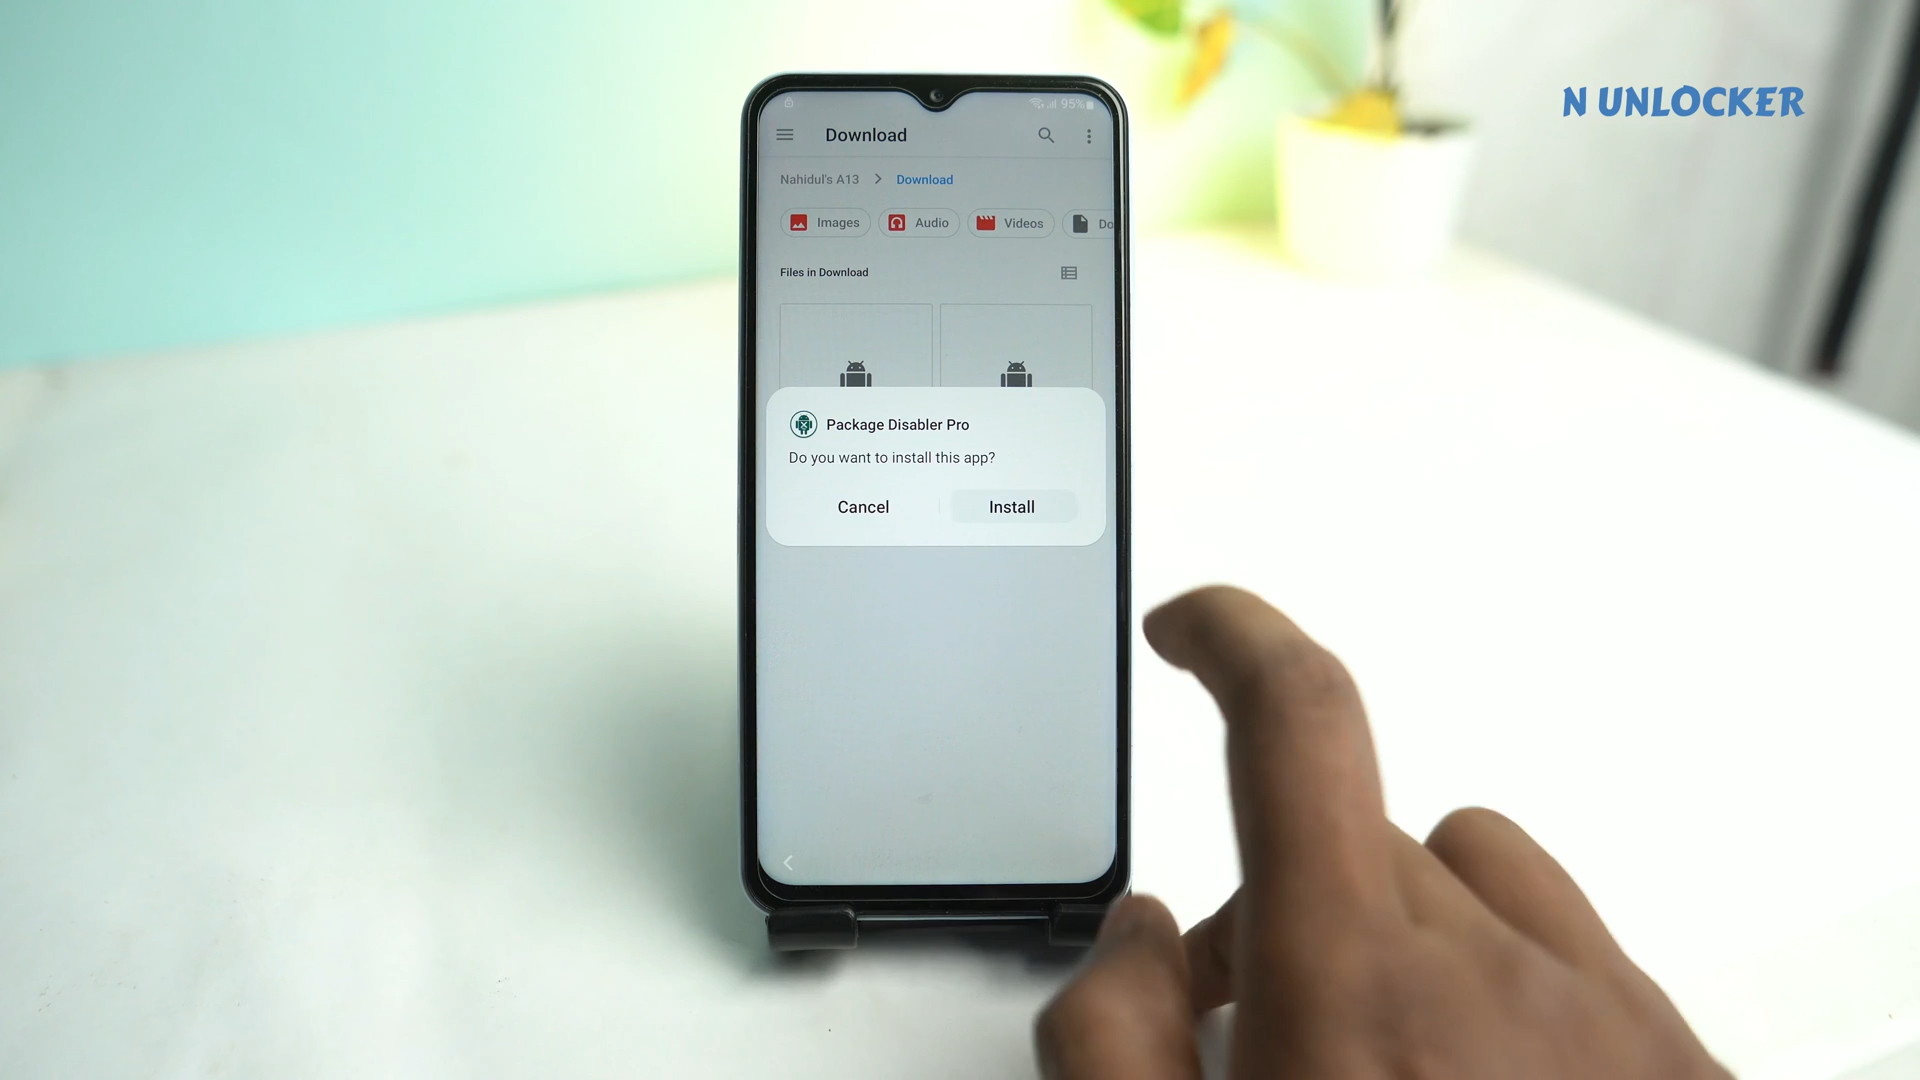 N UNLOCKER
95%
Download
Nahidul's A13 > Download
Images Audio Videos Do
Files in Download
Package Disabler Pro
Do you want to install this app?
Cancel Install